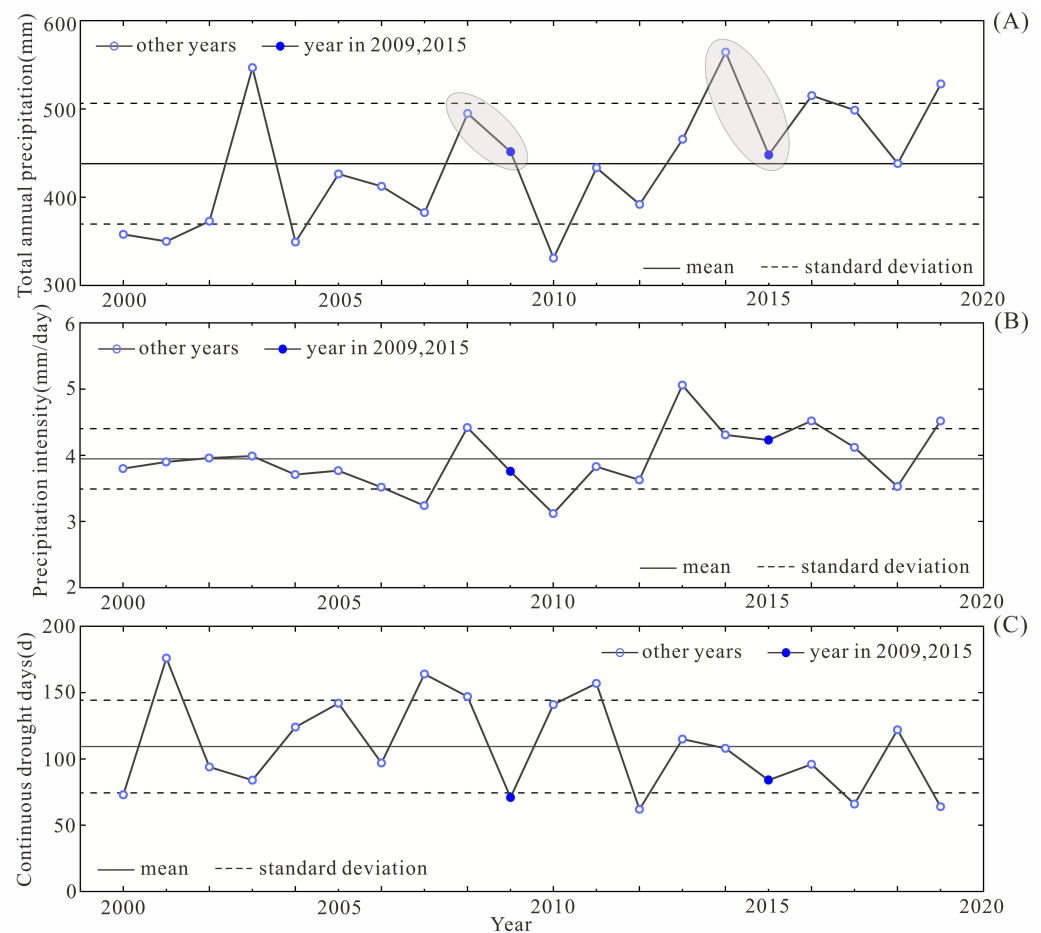 (A)
Total annual precipitation(mm)
600
500
400
300
other years
year in 2009,2015
mean
standard deviation
2000
2005
2010
2015
2020
(B)
Precipitation intensity(mm/day)
6
5
4
3
2
other years
year in 2009,2015
mean
standard deviation
2000
2005
2010
2015
2020
(C)
Continuous drought days(d)
200
150
100
50
0
other years
year in 2009,2015
mean
standard deviation
2000
2005
2010
2015
2020
Year